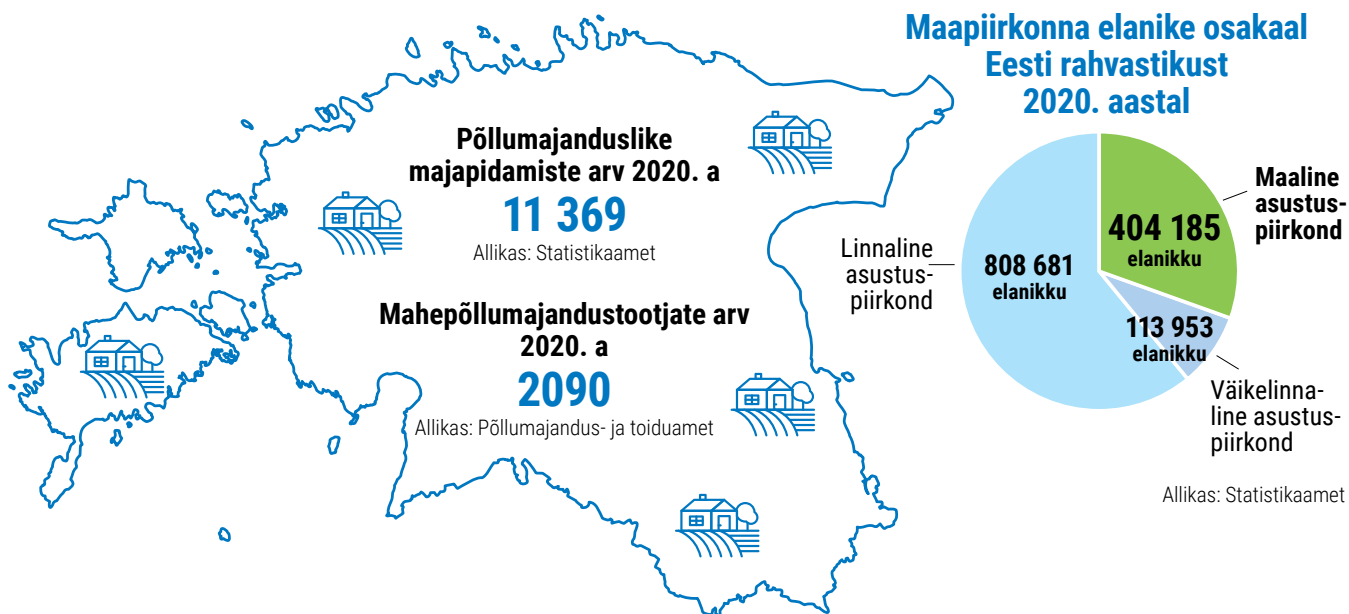 Põllumajanduslike
majapidamiste arv 2020. a
11 369
Allikas: Statistikaamet
Mahepõllumajandustootjate arv
2020. a
2090
Allikas: Põllumajandus- ja toiduamet
Maapiirkonna elanike osakaal
Eesti rahvastikust
2020. aastal
Maaline
asustus-
piirkond
404 185
elanikku
Linnaline
asustus-
piirkond
808 681
elanikku
113 953
elanikku
Väikelinna-
line asustus-
piirkond
Allikas: Statistikaamet